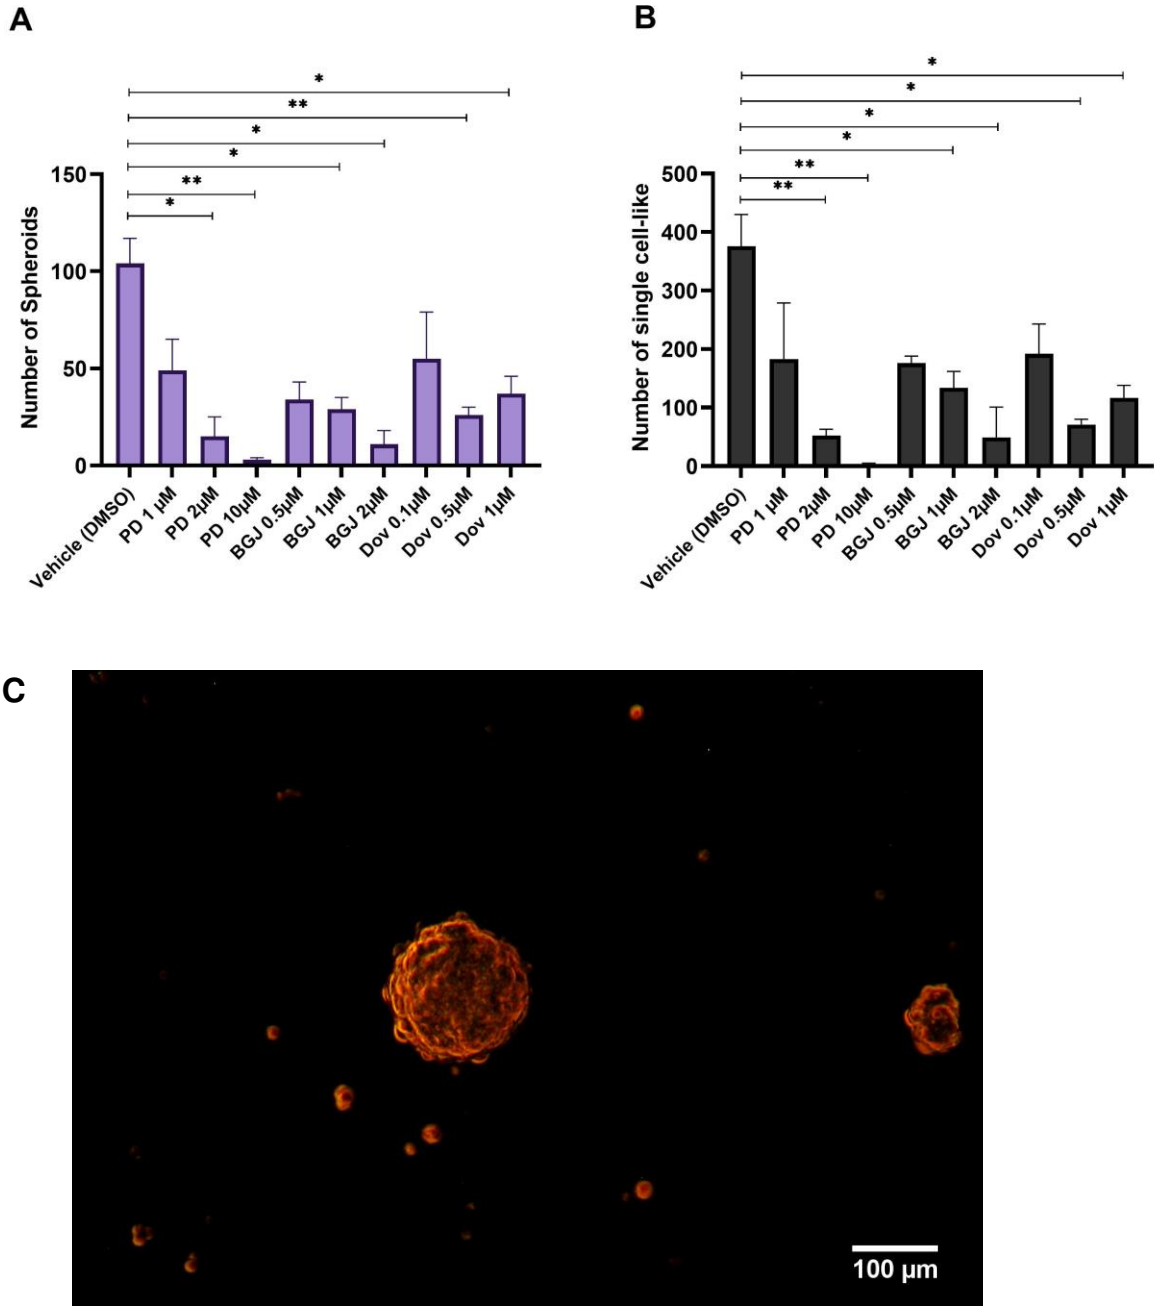 A
*
**
*
*
**
*
Number of Spheroids
150
100
50
0
Vehicle (DMSO)
PD 1 µM
PD 2µM
PD 10µM
BGJ 0.5µM
BGJ 1µM
BGJ 2µM
Dov 0.1µM
Dov 0.5µM
Dov 1µM
B
*
*
*
*
**
**
Number of single cell-like
500
400
300
200
100
0
Vehicle (DMSO)
PD 1 µM
PD 2µM
PD 10µM
BGJ 0.5µM
BGJ 1µM
BGJ 2µM
Dov 0.1µM
Dov 0.5µM
Dov 1µM
C
100 µm